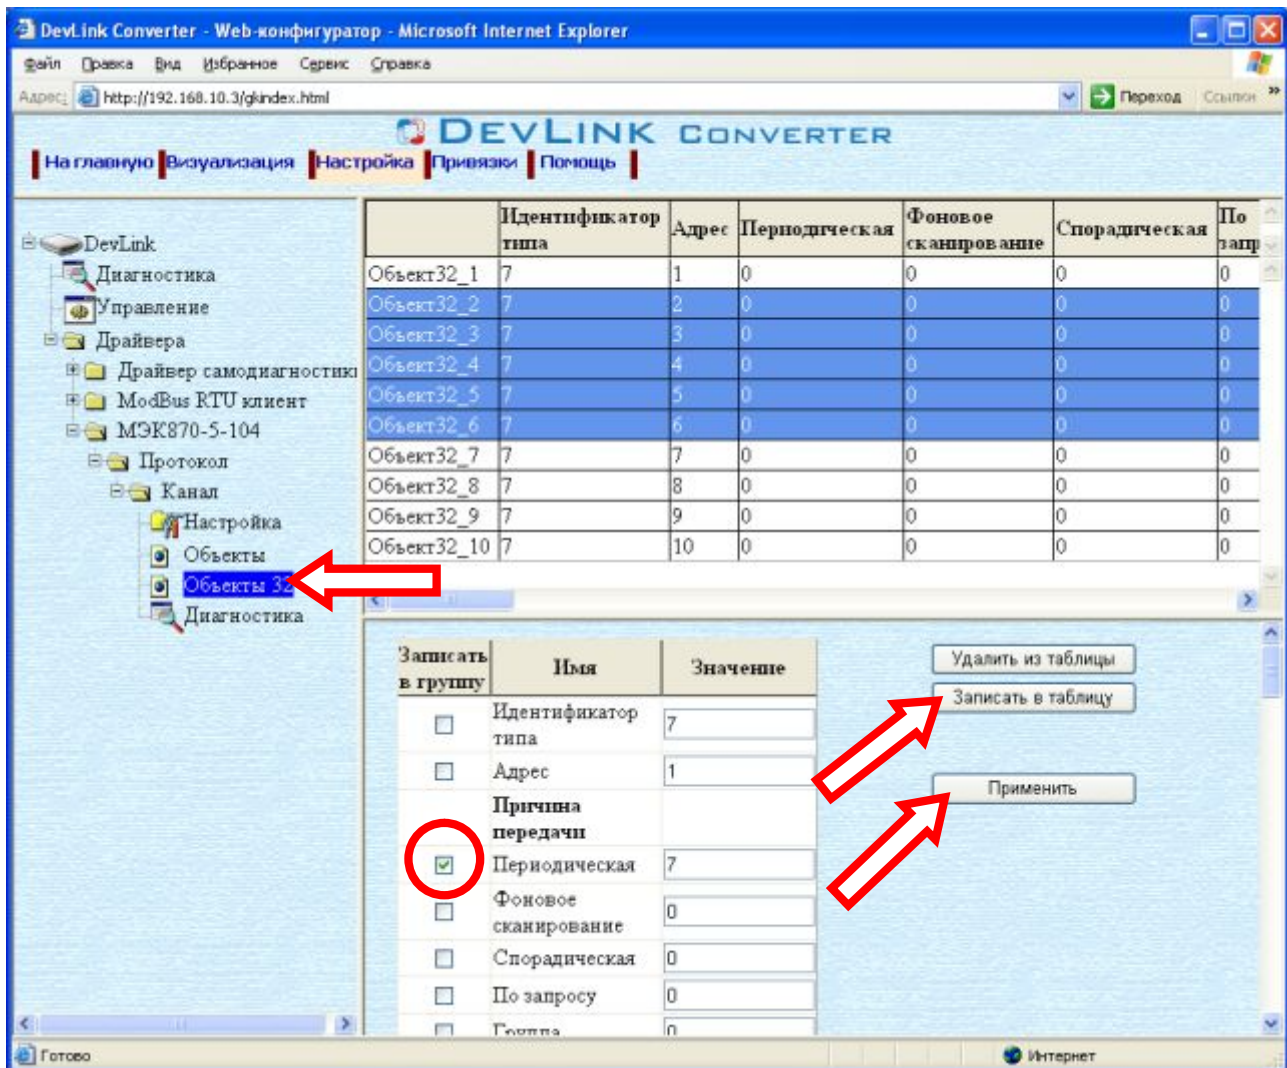 DevLink Converter - Web-конфигуратор - Microsoft Internet Explorer
Файл Правка Вид Избранное Сервис Справка
Адрес: http://192.168.10.3/gkindex.html Переход Ссылки »
DEVLINK CONVERTER
На главную Визуализация Настройка Привязки Помощь
DevLink
Диагностика
Управление
Драйвера
Драйвер самодиагностики
ModBus RTU клиент
МЭК870-5-104
Протокол
Канал
Настройка
Объекты
Объекты 32
Диагностика
Идентификатор типа Адрес Периодическая Фоновое сканирование Спорадическая По запр
Объект32_1 7 1 0 0 0 0
Объект32_2 7 2 0 0 0 0
Объект32_3 7 3 0 0 0 0
Объект32_4 7 4 0 0 0 0
Объект32_5 7 5 0 0 0 0
Объект32_6 7 6 0 0 0 0
Объект32_7 7 7 0 0 0 0
Объект32_8 7 8 0 0 0 0
Объект32_9 7 9 0 0 0 0
Объект32_10 7 10 0 0 0 0
Записать в группу Имя Значение
Идентификатор типа 7
Адрес 1
Причина передачи
Периодическая 7
Фоновое сканирование 0
Спорадическая 0
По запросу 0
Группа 0
Удалить из таблицы
Записать в таблицу
Применить
Готово Интернет